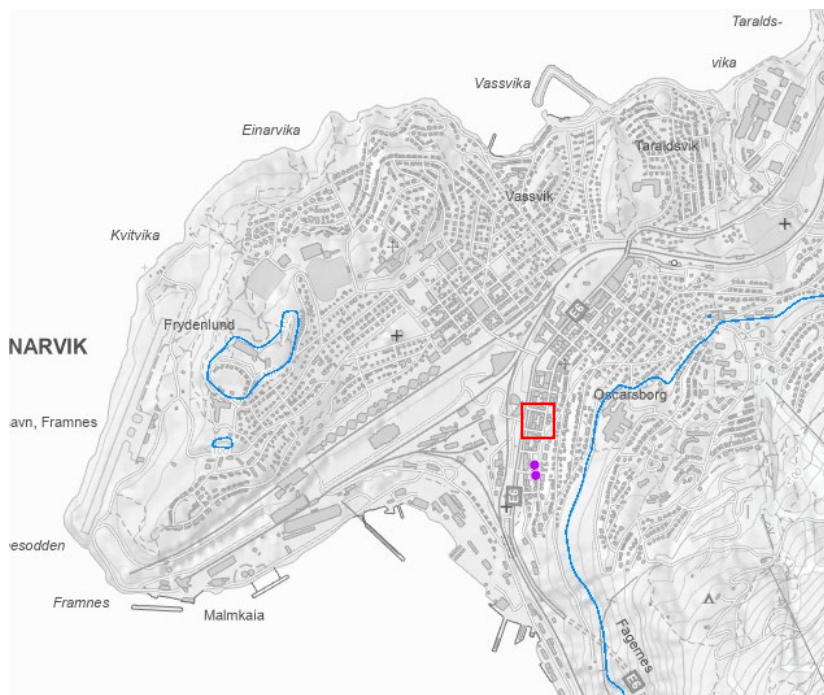 Taralds-
vika
Vassvika
Einarvika
Taraldsvik
Vassvik
Kvitvika
E6
Frydenlund
NARVIK
Oscarsborg
avn, Framnes
E6
esodden
Framnes
Malmkaia
Fagernes
E6